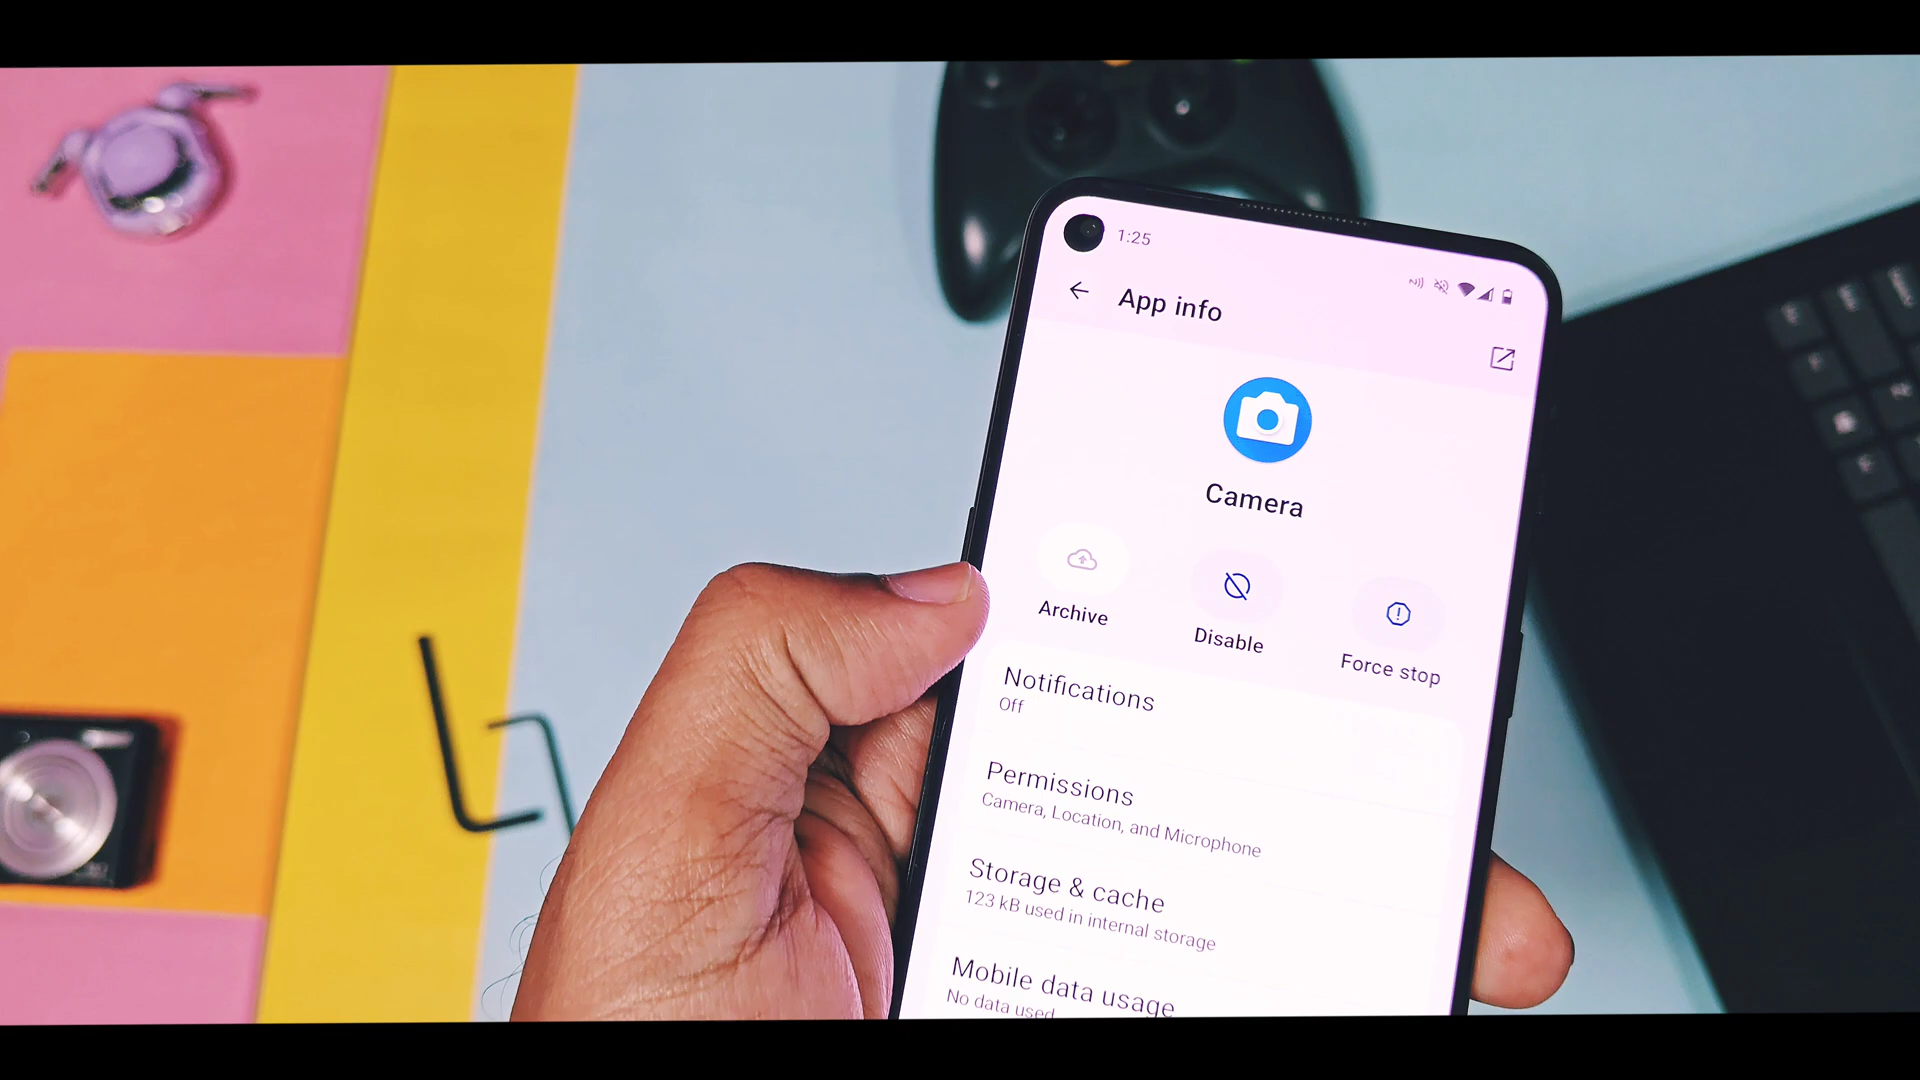 1:25
App info
Camera
Archive
Disable
Force stop
Notifications
Off
Permissions
Camera, Location, and Microphone
Storage & cache
123 kB used in internal storage
Mobile data usage
No data used